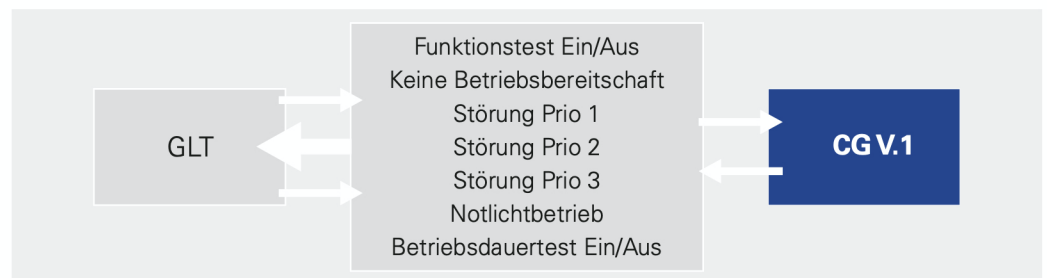 GLT
Funktionstest Ein/Aus
Keine Betriebsbereitschaft
Störung Prio 1
Störung Prio 2
Störung Prio 3
Notlichtbetrieb
Betriebsdauertest Ein/Aus
CG V.1